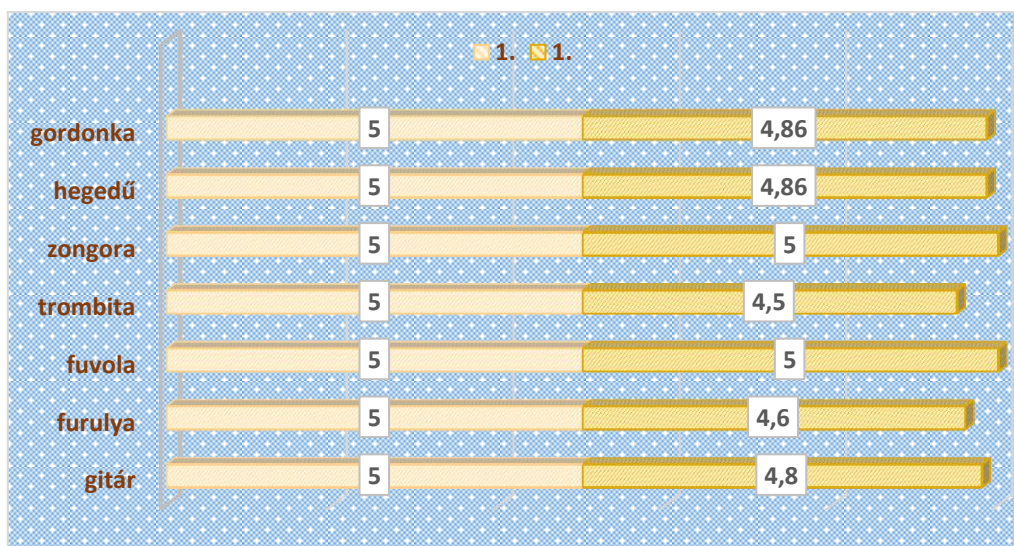 1. 1.
gordonka 5 4,86
hegedű 5 4,86
zongora 5 5
trombita 5 4,5
fuvola 5 5
furulya 5 4,6
gitár 5 4,8